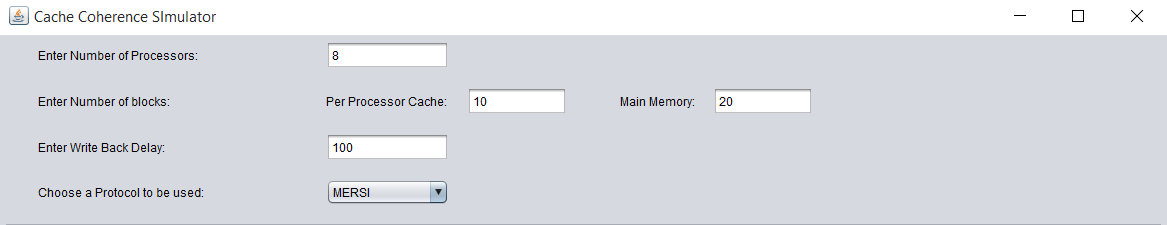 Cache Coherence SImulator
Enter Number of Processors: 8
Enter Number of blocks: Per Processor Cache: 10 Main Memory: 20
Enter Write Back Delay: 100
Choose a Protocol to be used: MERSI